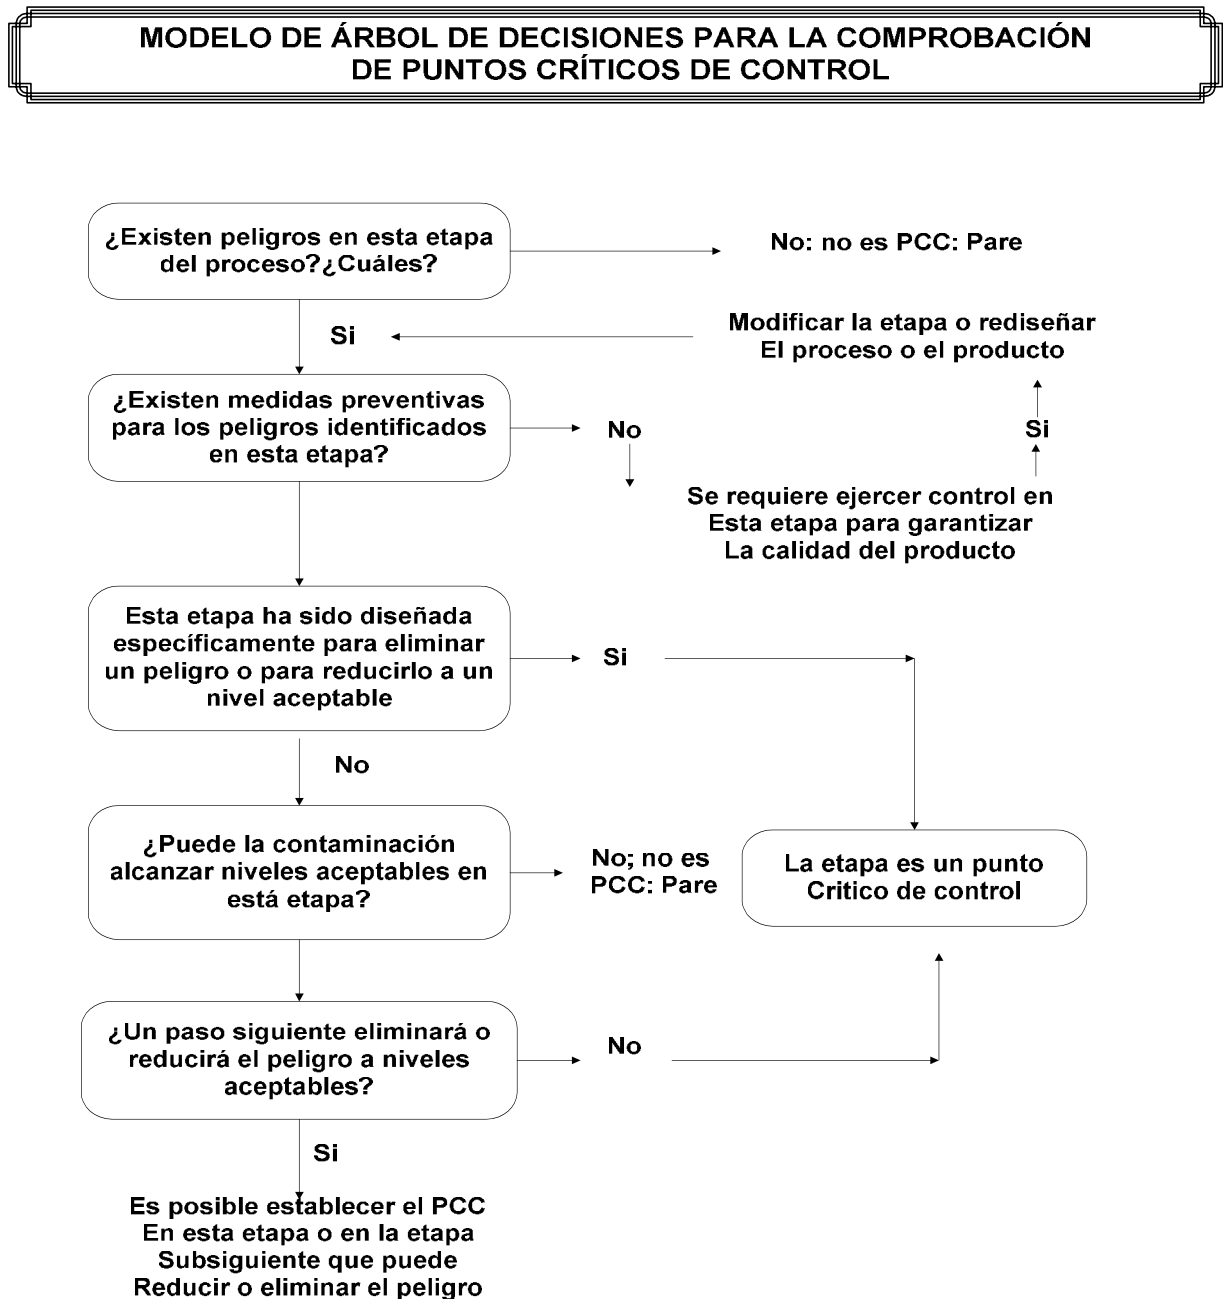 MODELO DE ÁRBOL DE DECISIONES PARA LA COMPROBACIÓN
DE PUNTOS CRÍTICOS DE CONTROL
¿Existen peligros en esta etapa
del proceso?¿Cuáles?
No: no es PCC: Pare
Si
Modificar la etapa o rediseñar
El proceso o el producto
¿Existen medidas preventivas
para los peligros identificados
en esta etapa?
No
Si
Se requiere ejercer control en
Esta etapa para garantizar
La calidad del producto
Esta etapa ha sido diseñada
específicamente para eliminar
un peligro o para reducirlo a un
nivel aceptable
Si
No
¿Puede la contaminación
alcanzar niveles aceptables en
está etapa?
No; no es
PCC: Pare
La etapa es un punto
Critico de control
¿Un paso siguiente eliminará o
reducirá el peligro a niveles
aceptables?
No
Si
Es posible establecer el PCC
En esta etapa o en la etapa
Subsiguiente que puede
Reducir o eliminar el peligro